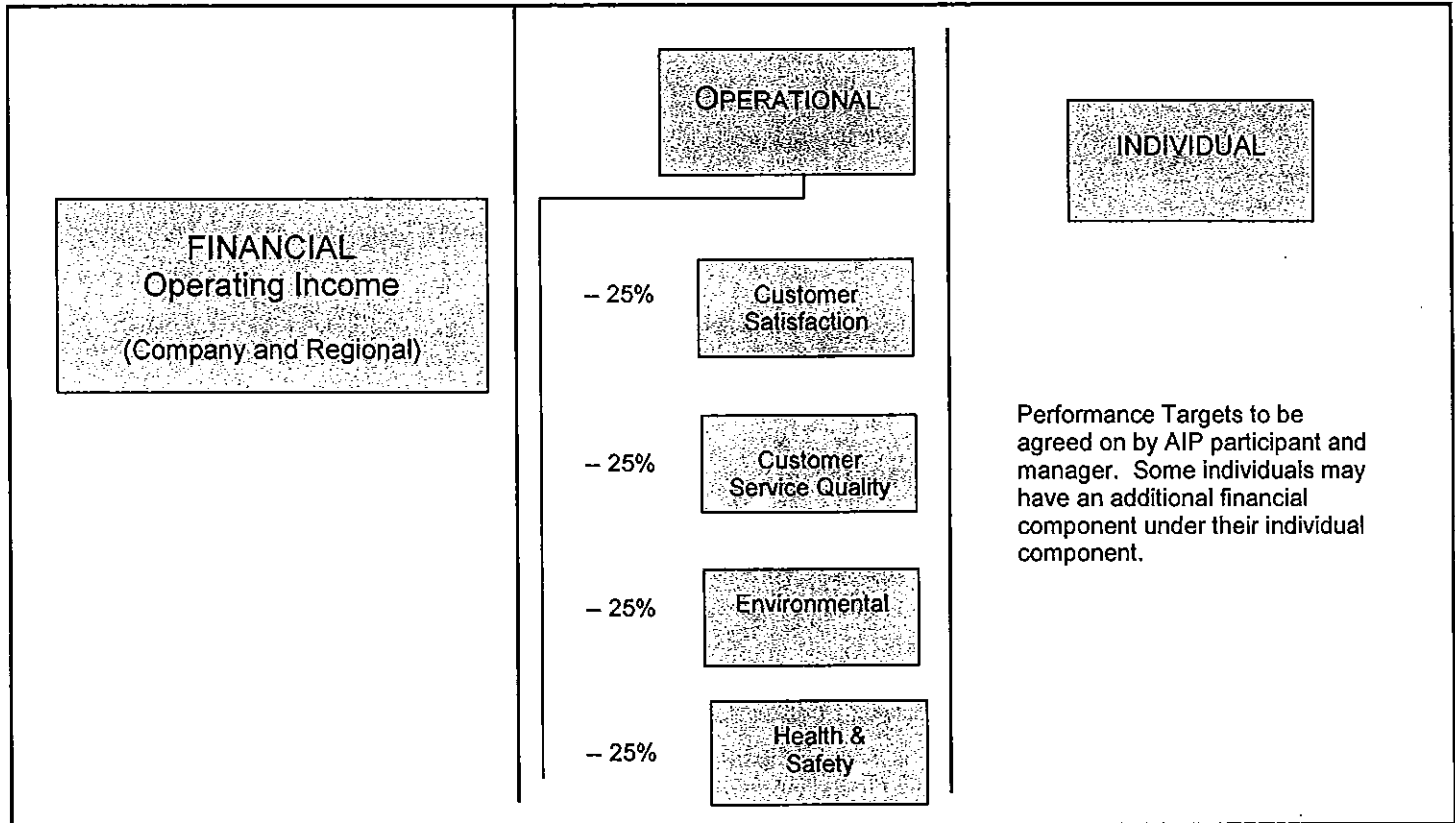 FINANCIAL
Operating Income
(Company and Regional)
OPERATIONAL
– 25%
Customer
Satisfaction
– 25%
Customer
Service Quality
– 25%
Environmental
– 25%
Health &
Safety
INDIVIDUAL
Performance Targets to be
agreed on by AIP participant and
manager. Some individuals may
have an additional financial
component under their individual
component.